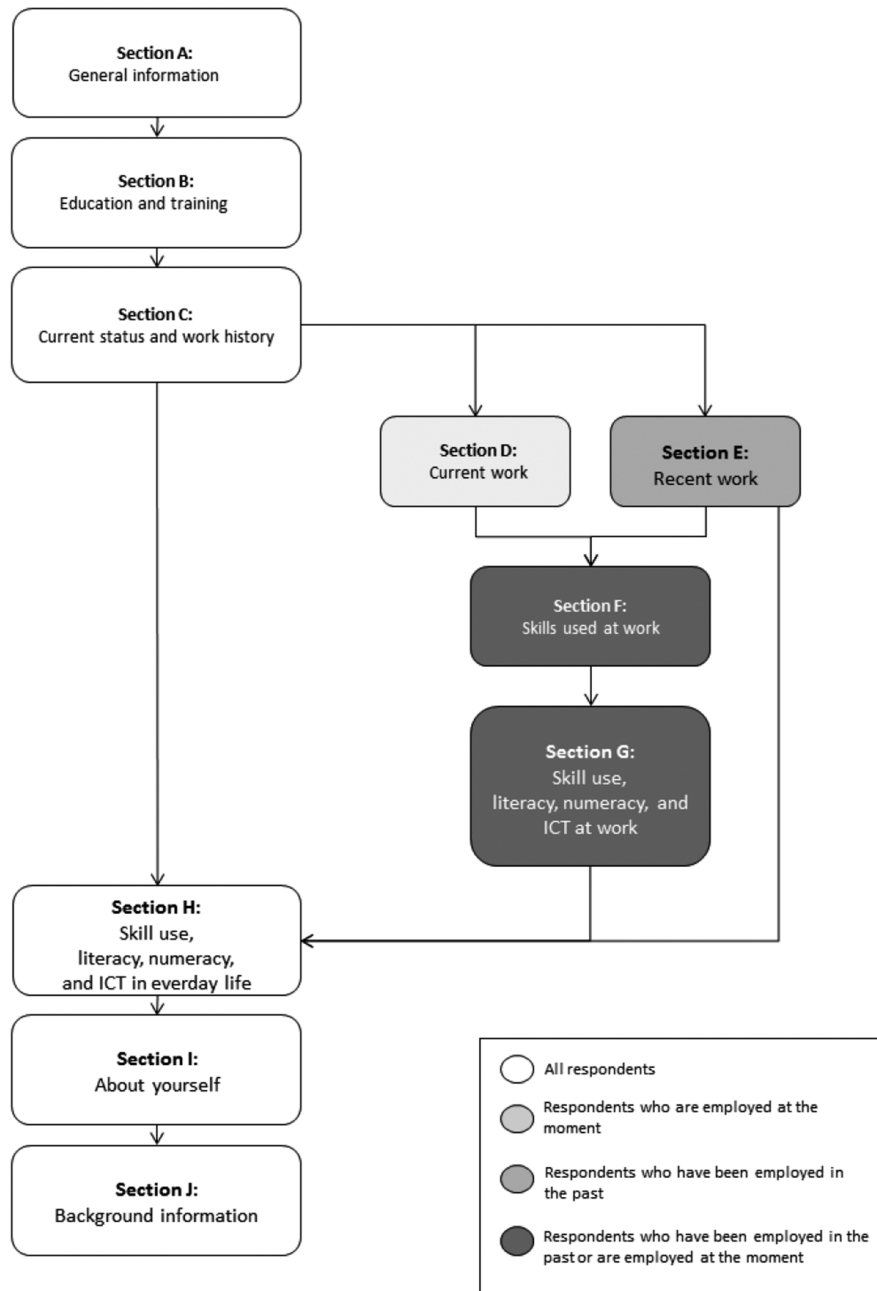 Section A:
General information
Section B:
Education and training
Section C:
Current status and work history
Section D:
Current work
Section E:
Recent work
Section F:
Skills used at work
Section G:
Skill use,
literacy, numeracy, and
ICT at work
Section H:
Skill use,
literacy, numeracy,
and ICT in everday life
Section I:
About yourself
Section J:
Background information
All respondents
Respondents who are employed at the
moment
Respondents who have been employed in
the past
Respondents who have been employed in the
past or are employed at the moment